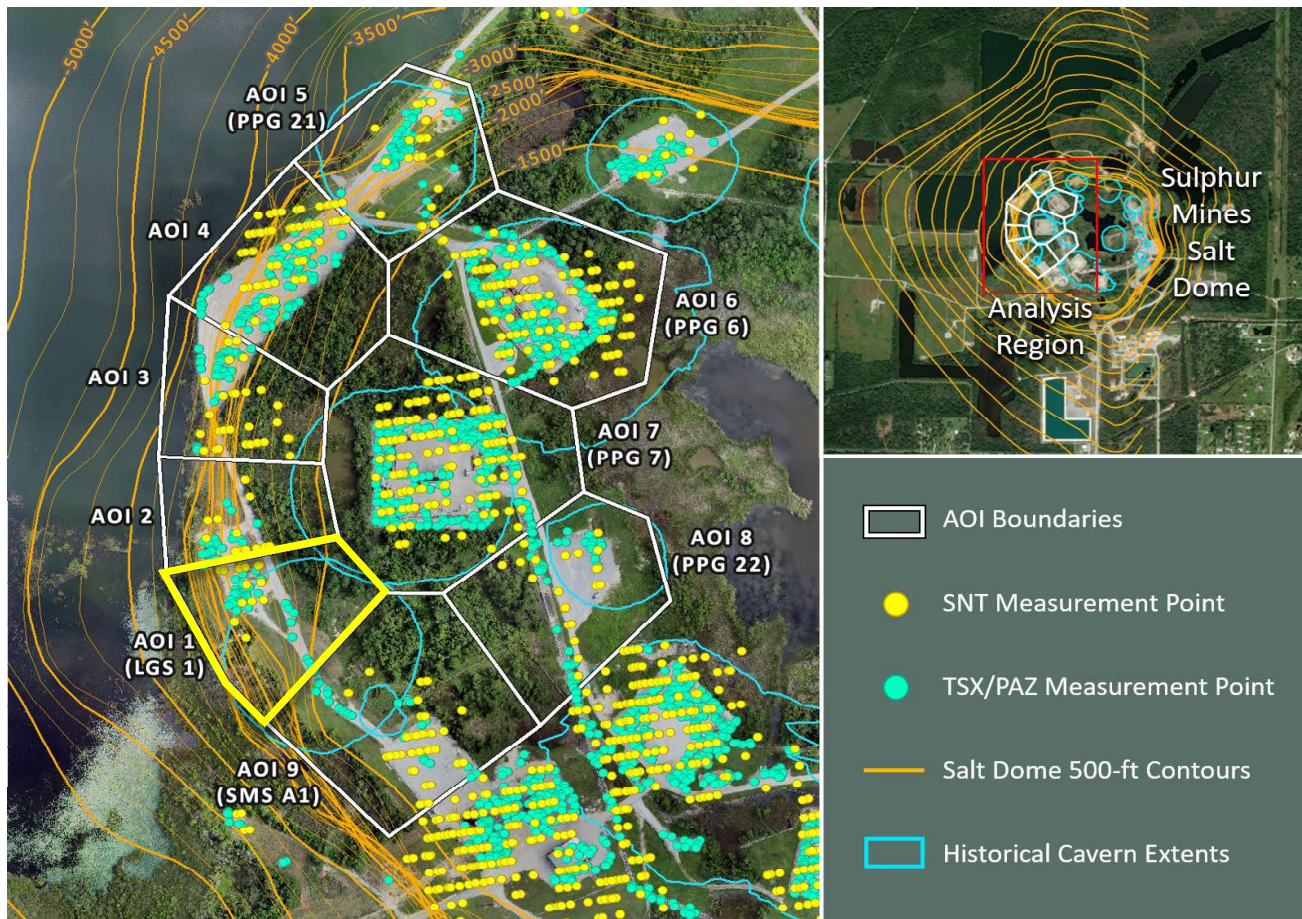 -5000'
-4500'
-4000'
-3500'
-3000'
-2500'
-2000'
-1500'
AOI 5
(PPG 21)
AOI 4
AOI 3
AOI 2
AOI 1
(LGS 1)
AOI 6
(PPG 6)
AOI 7
(PPG 7)
AOI 8
(PPG 22)
AOI 9
(SMS A1)
Sulphur
Mines
Salt
Dome
Analysis
Region
AOI Boundaries
SNT Measurement Point
TSX/PAZ Measurement Point
Salt Dome 500-ft Contours
Historical Cavern Extents